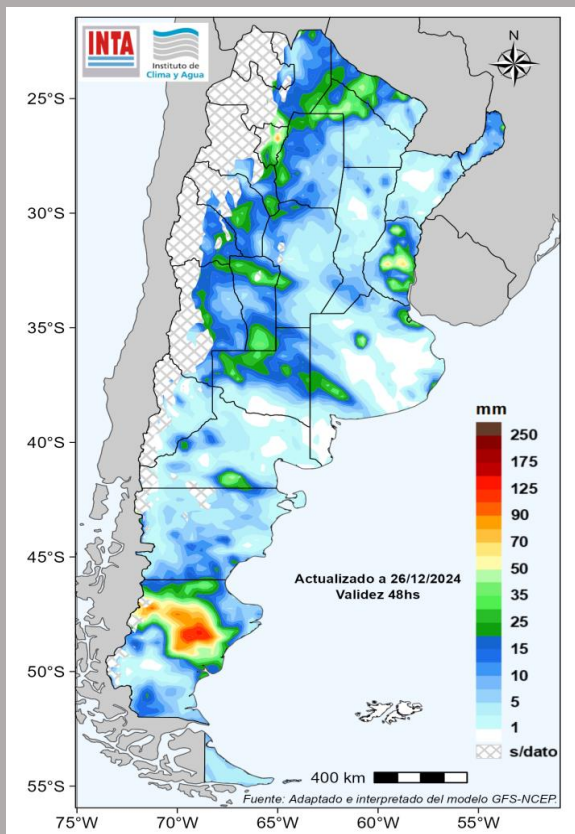 INTA
Instituto de
Clima y Agua
N
25°S
30°S
35°S
40°S
45°S
50°S
55°S
mm
250
175
125
90
70
50
35
25
15
10
5
1
s/dato
Actualizado a 26/12/2024
Validez 48hs
400 km
Fuente: Adaptado e interpretado del modelo GFS-NCEP.
75°W
70°W
65°W
60°W
55°W